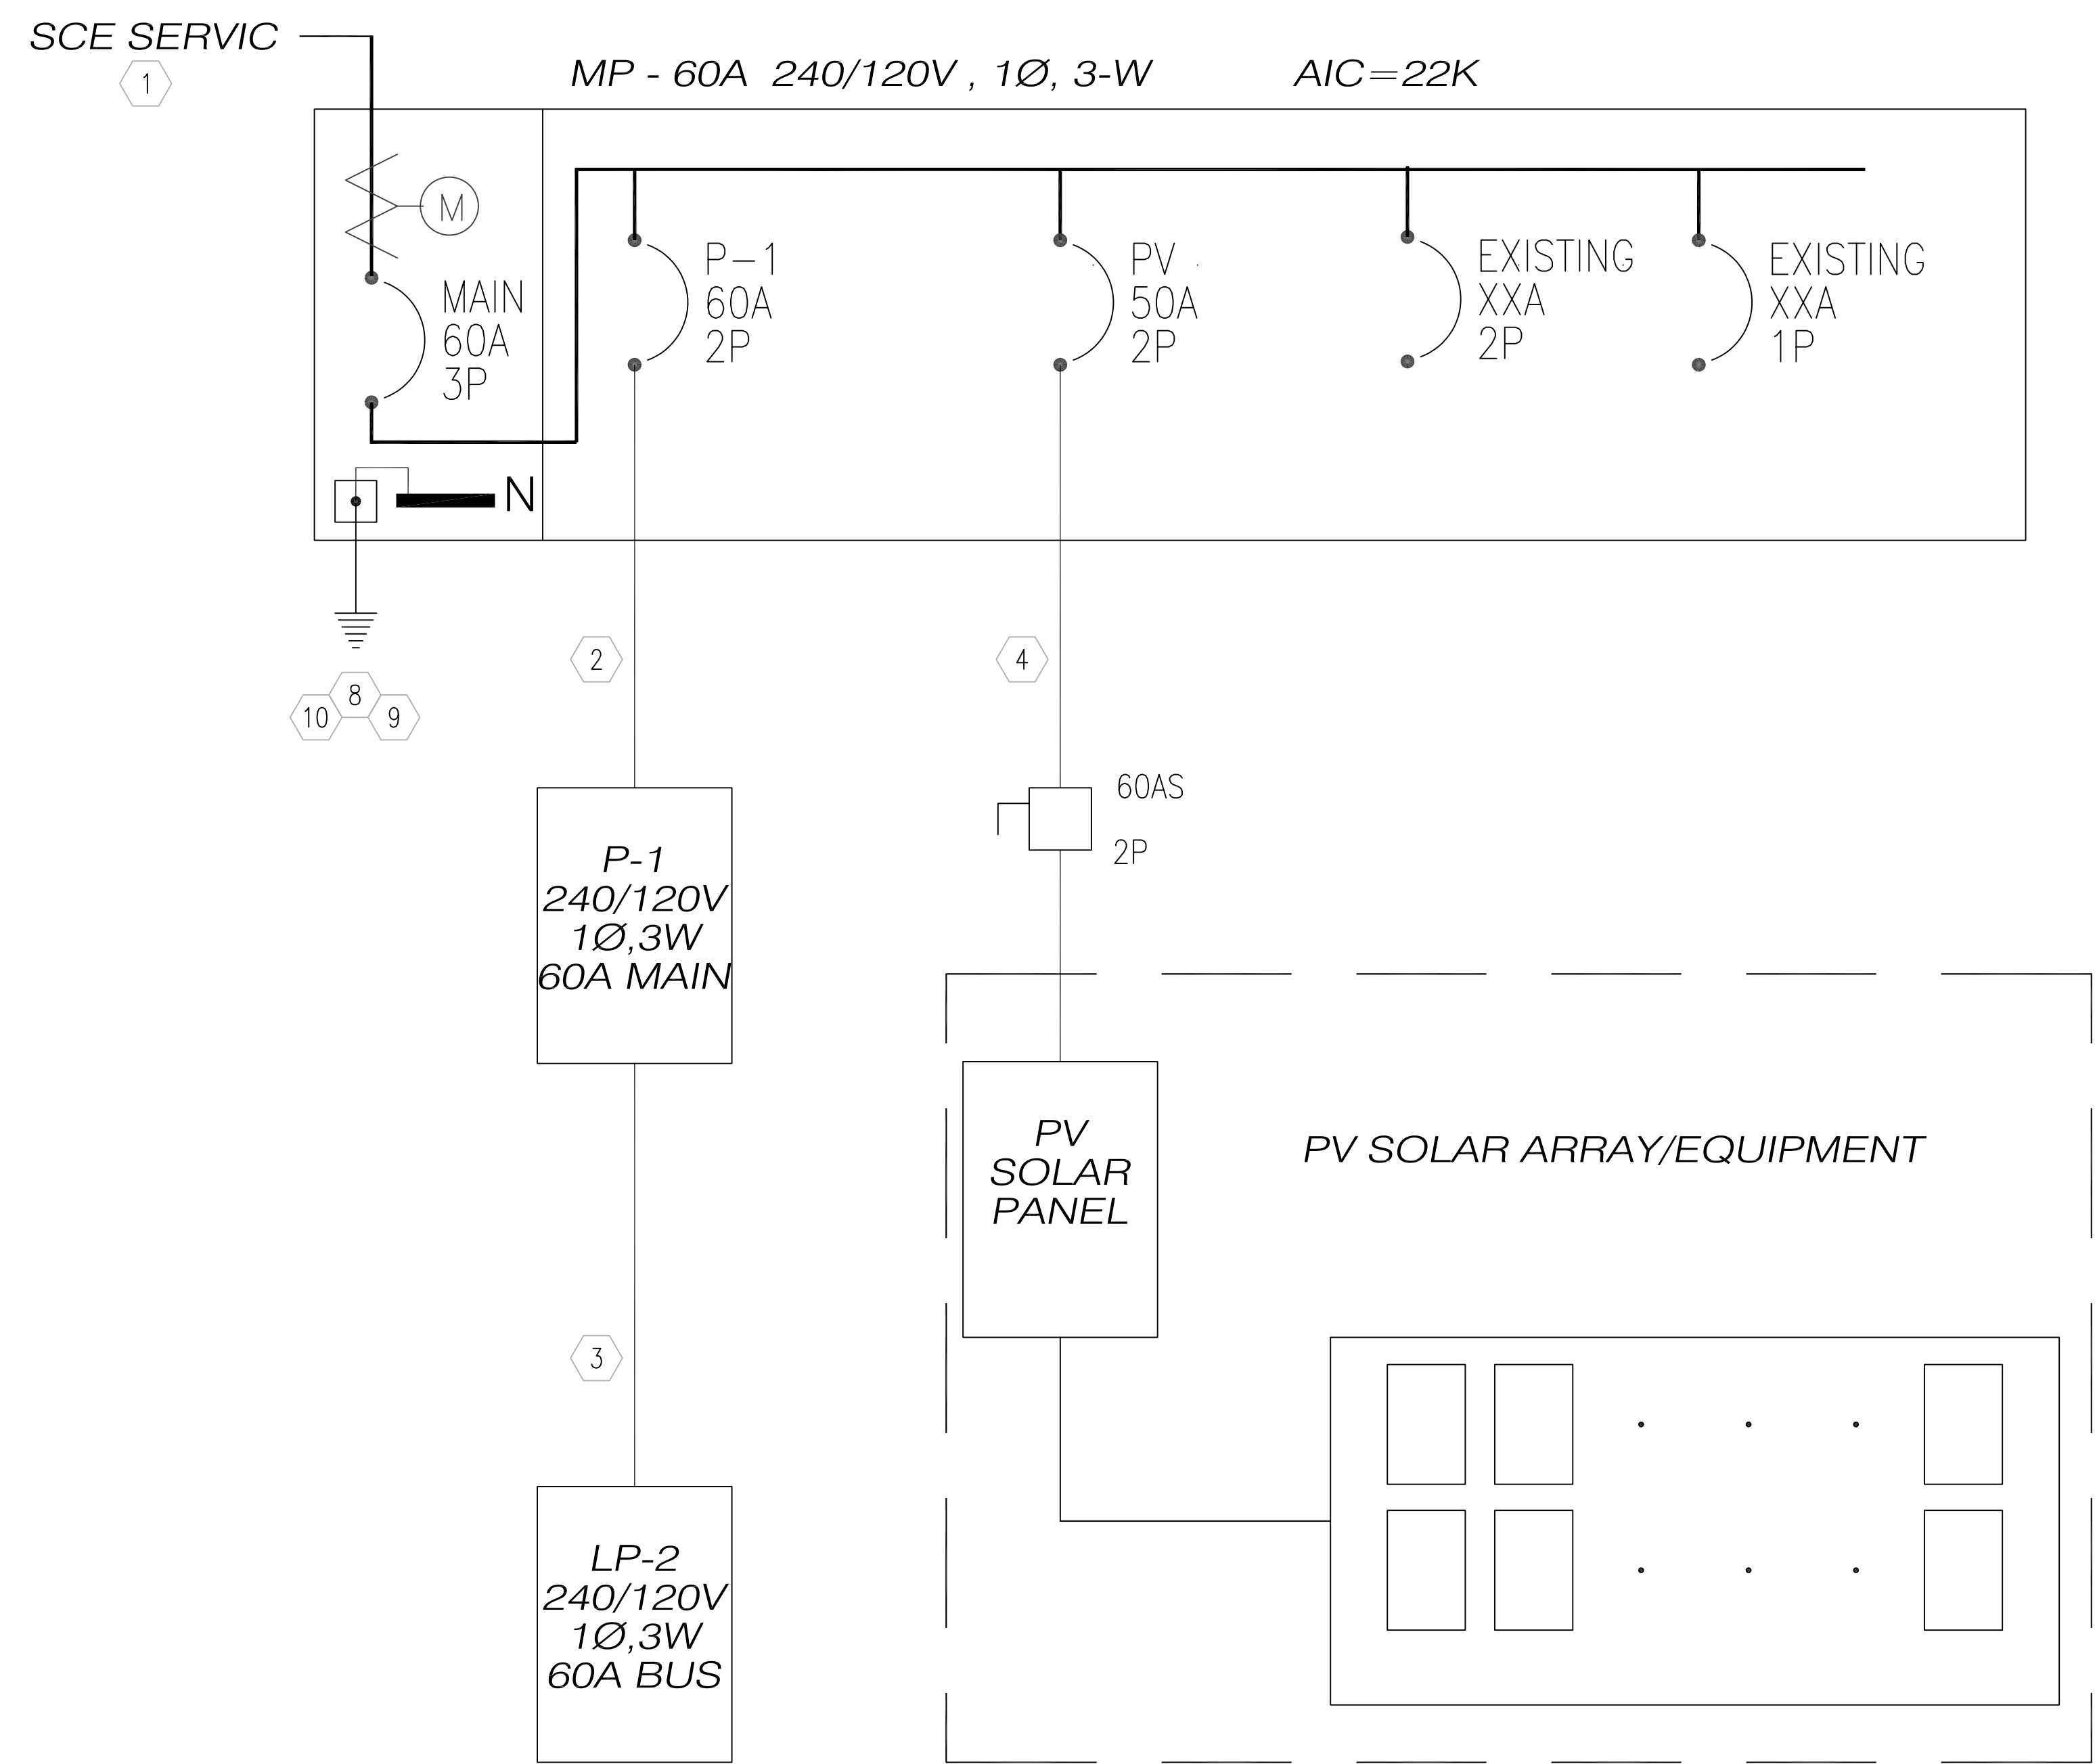 SCE SERVIC
1
MP - 60A 240/120V , 1Ø, 3-W
AIC=22K
M
MAIN
60A
3P
P-1
60A
2P
PV
50A
2P
EXISTING
XXA
2P
EXISTING
XXA
1P
N
2
4
8
10
9
60AS
2P
P-1
240/120V
1Ø,3W
60A MAIN
PV
SOLAR
PANEL
PV SOLAR ARRAY/EQUIPMENT
3
LP-2
240/120V
1Ø,3W
60A BUS